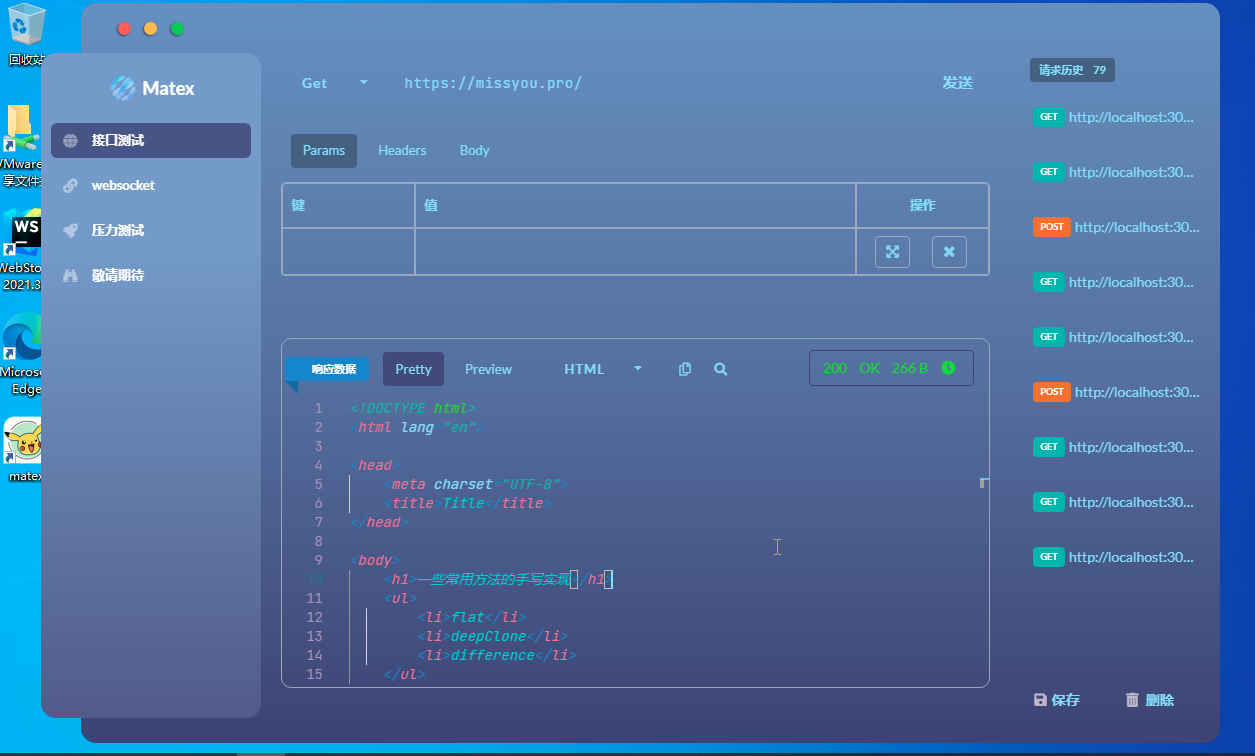 回收站
VMware
享文件
WS
WebSto
2021.3
Micros
Edge
matex
Matex
接口测试
websocket
压力测试
敬请期待
Get
https://missyou.pro/
发送
Params
Headers
Body
键
值
操作
响应数据
Pretty
Preview
HTML
200 OK 266 B
1 <!DOCTYPE html>
2 <html lang="en">
3
4 <head>
5 <meta charset="UTF-8">
6 <title>Title</title>
7 </head>
8
9 <body>
10 <h1>一些常用方法的手写实现</h1>
11 <ul>
12 <li>flat</li>
13 <li>deepClone</li>
14 <li>difference</li>
15 </ul>
请求历史 79
GET http://localhost:30...
GET http://localhost:30...
POST http://localhost:30...
GET http://localhost:30...
GET http://localhost:30...
POST http://localhost:30...
GET http://localhost:30...
GET http://localhost:30...
GET http://localhost:30...
保存
删除